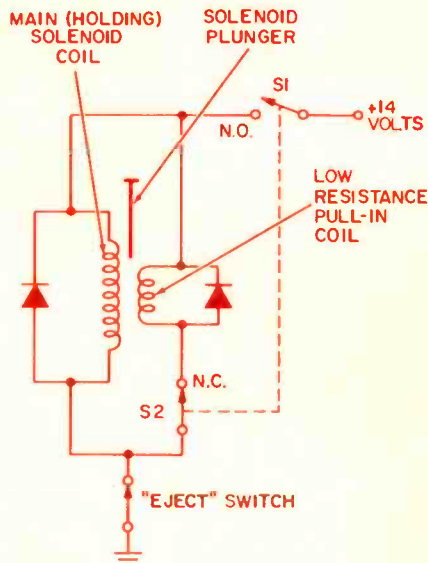 MAIN (HOLDING)
SOLENOID
COIL
SOLENOID
PLUNGER
S1
N.O.
+14
VOLTS
LOW
RESISTANCE
PULL-IN
COIL
N.C.
S2
"EJECT" SWITCH